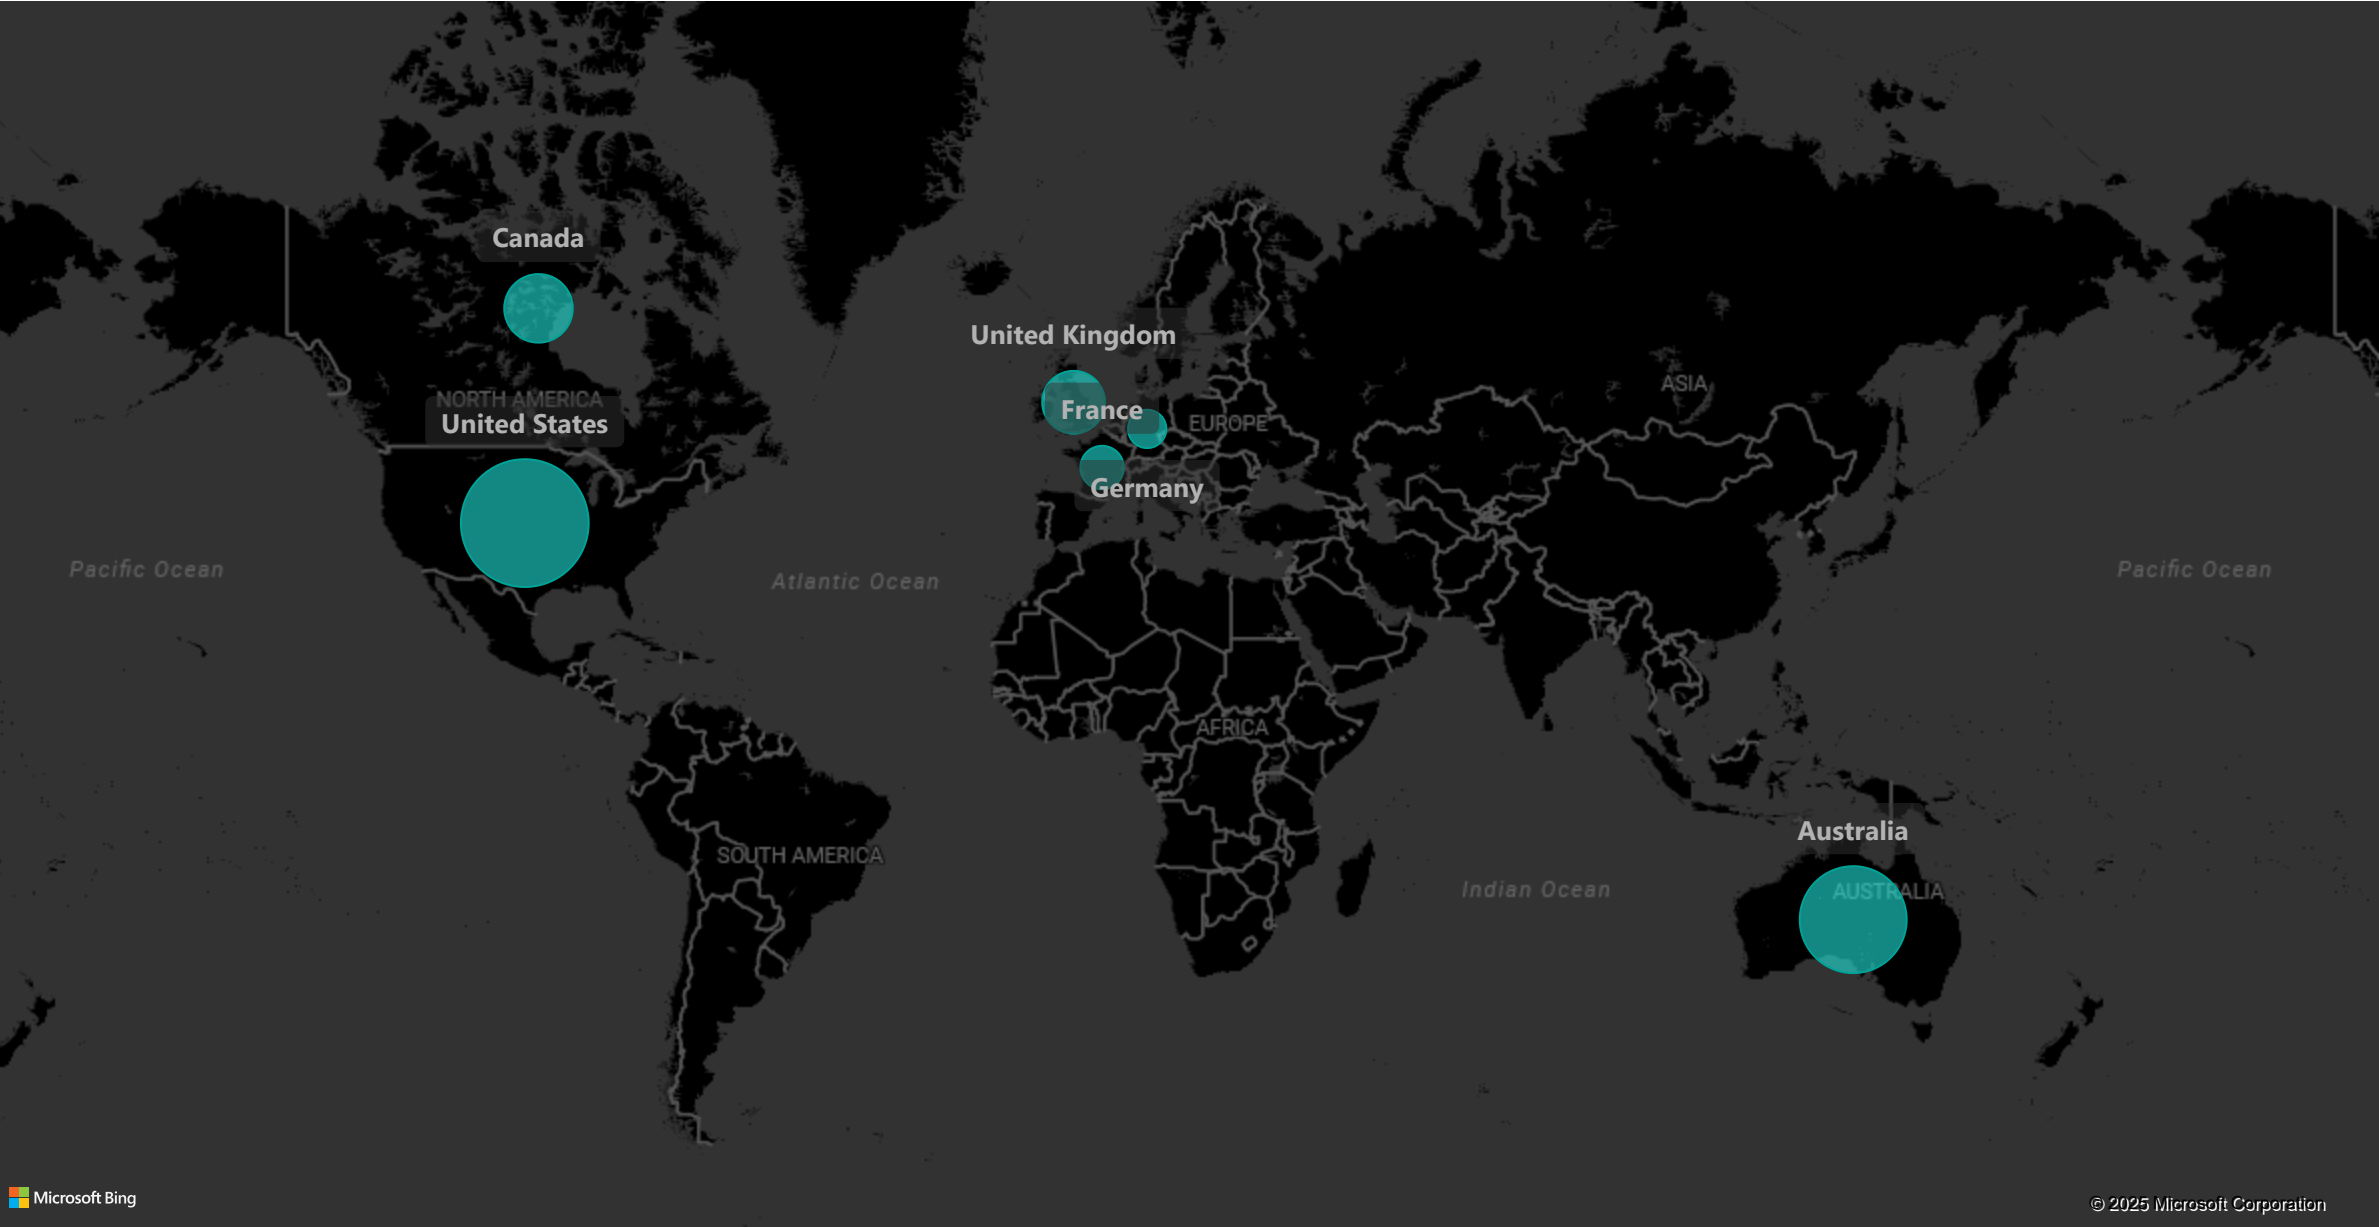 Canada
United Kingdom
ASIA
NORTH AMERICA
United States
France
EUROPE
Germany
Pacific Ocean
Atlantic Ocean
Pacific Ocean
AFRICA
Australia
SOUTH AMERICA
Indian Ocean
AUSTRALIA
Microsoft Bing
© 2025 Microsoft Corporation